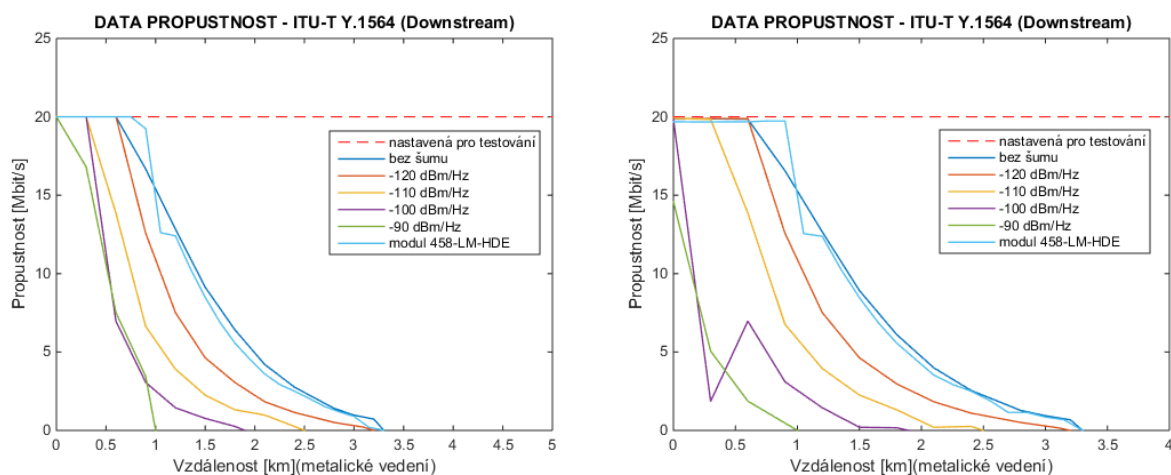 DATA PROPUSTNOST - ITU-T Y.1564 (Downstream)
Propustnost [Mbit/s]
25
20
15
10
5
0
nastavená pro testování
bez šumu
-120 dBm/Hz
-110 dBm/Hz
-100 dBm/Hz
-90 dBm/Hz
modul 458-LM-HDE
0 0.5 1 1.5 2 2.5 3 3.5 4 4.5 5
Vzdálenost [km](metalické vedení)
DATA PROPUSTNOST - ITU-T Y.1564 (Downstream)
Propustnost [Mbit/s]
25
20
15
10
5
0
nastavená pro testování
bez šumu
-120 dBm/Hz
-110 dBm/Hz
-100 dBm/Hz
-90 dBm/Hz
modul 458-LM-HDE
0 0.5 1 1.5 2 2.5 3 3.5 4
Vzdálenost [km](metalické vedení)